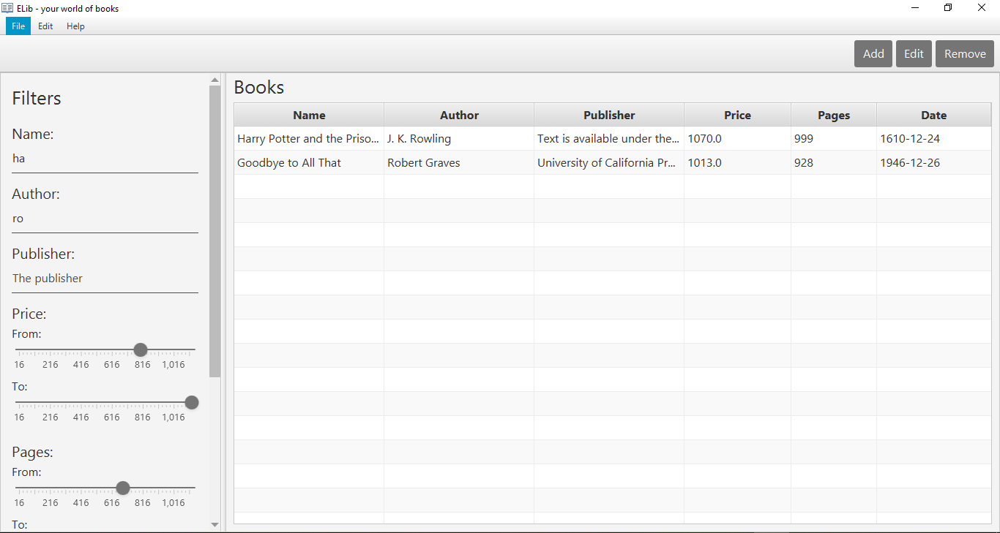 ELib - your world of books
File Edit Help
Add Edit Remove
Filters
Name:
ha
Author:
ro
Publisher:
The publisher
Price:
From:
16 216 416 616 816 1,016
To:
16 216 416 616 816 1,016
Pages:
From:
16 216 416 616 816 1,016
To:
Books
Name Author Publisher Price Pages Date
Harry Potter and the Priso... J. K. Rowling Text is available under the... 1070.0 999 1610-12-24
Goodbye to All That Robert Graves University of California Pr... 1013.0 928 1946-12-26